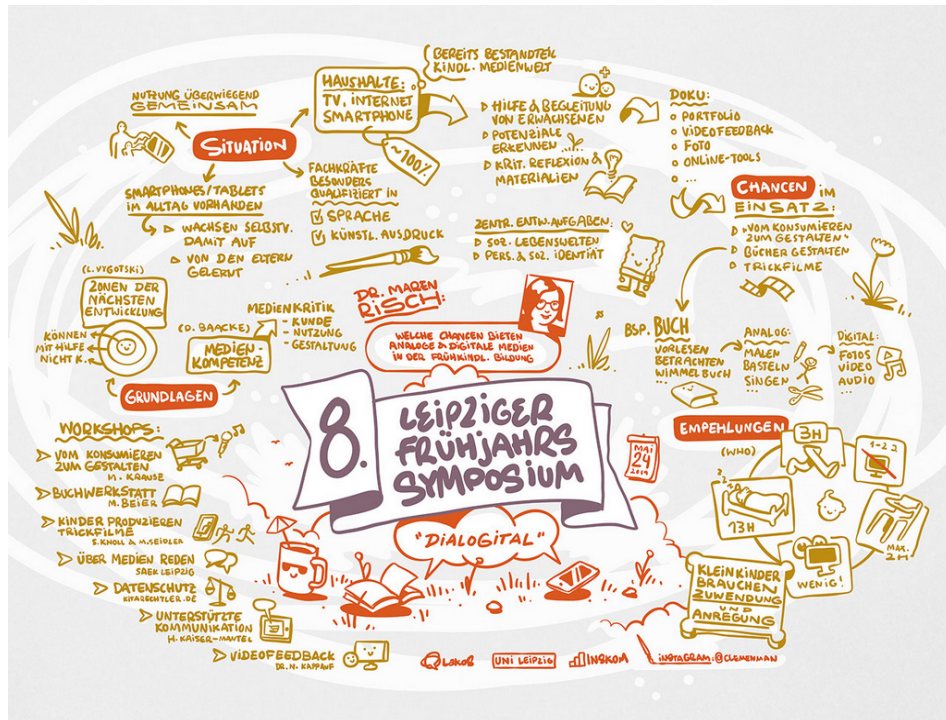 BEREITS BESTANDTEIL
KINDL. MEDIENWELT
NUTZUNG ÜBERWIEGEND
GEMEINSAM
HAUSHALTE:
TV, INTERNET
SMARTPHONE
~100%
SITUATION
SMARTPHONES/TABLETS
IM ALLTAG VORHANDEN
WACHSEN SELBSTV.
DAMIT AUF
VON DEN ELTERN
GELERNT
FACHKRÄFTE
BESONDERS
QUALIFIZIERT IN
SPRACHE
KÜNSTL. AUSDRUCK
HILFE & BEGLEITUNG
VON ERWACHSENEN
POTENZIALE
ERKENNEN
KRIT. REFLEXION &
MATERIALIEN
DOKU:
PORTFOLIO
VIDEOFEEDBACK
FOTO
ONLINE-TOOLS
...
ZENTR. ENTW. AUFGABEN:
SOZ. LEBENSWELTEN
PERS. & SOZ. IDENTITÄT
CHANCEN IM
EINSATZ:
VOM KONSUMIEREN
ZUM GESTALTEN
BÜCHER GESTALTEN
TRICKFILME
BSP. BUCH
VORLESEN
BETRACHTEN
WIMMELBUCH
ANALOG:
MALEN
BASTELN
SINGEN
...
DIGITAL:
FOTOS
VIDEO
AUDIO
...
(L. VYGOTSKI)
ZONEN DER
NÄCHSTEN
ENTWICKLUNG
KÖNNEN
MIT HILFE
NICHT K.
(D. BAACKE)
MEDIEN-
KOMPETENZ
MEDIENKRITIK
- KUNDE
- NUTZUNG
- GESTALTUNG
GRUNDLAGEN
DR. MAREN
RISCH:
WELCHE CHANCEN BIETEN
ANALOGE & DIGITALE MEDIEN
IN DER FRÜHKINDL. BILDUNG
8. LEIPZIGER
FRÜHJAHRS
SYMPOSIUM
MAI
24
2019
"DIALOGITAL"
WORKSHOPS:
VOM KONSUMIEREN
ZUM GESTALTEN
M. KRAUSE
BUCHWERKSTATT
M. BEIER
KINDER PRODUZIEREN
TRICKFILME
S. KNOLL & M. SEIDLER
ÜBER MEDIEN REDEN
SAEK LEIPZIG
DATENSCHUTZ
UNTERSTÜTZTE
KOMMUNIKATION
H. KAISER-MANTEL
VIDEOFEEDBACK
DR. N. KAPPAUF
EMPEHLUNGEN
(WHO)
3H
1-2 J
13H
MAX.
2H
WENIG!
KLEINKINDER
BRAUCHEN
ZUWENDUNG
UND
ANREGUNG
Lakos
UNI LEIPZIG
INSKOM
INSTAGRAM: @CLEMENMAN